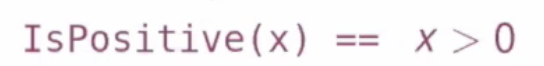 IsPositive(x) == x > 0